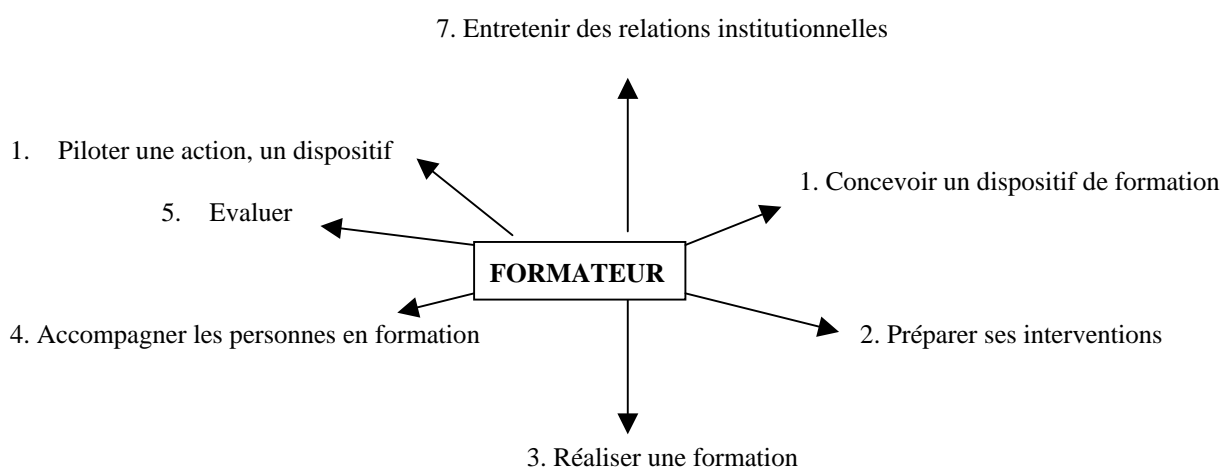 7. Entretenir des relations institutionnelles
1. Piloter une action, un dispositif
1. Concevoir un dispositif de formation
5. Evaluer
FORMATEUR
4. Accompagner les personnes en formation
2. Préparer ses interventions
3. Réaliser une formation